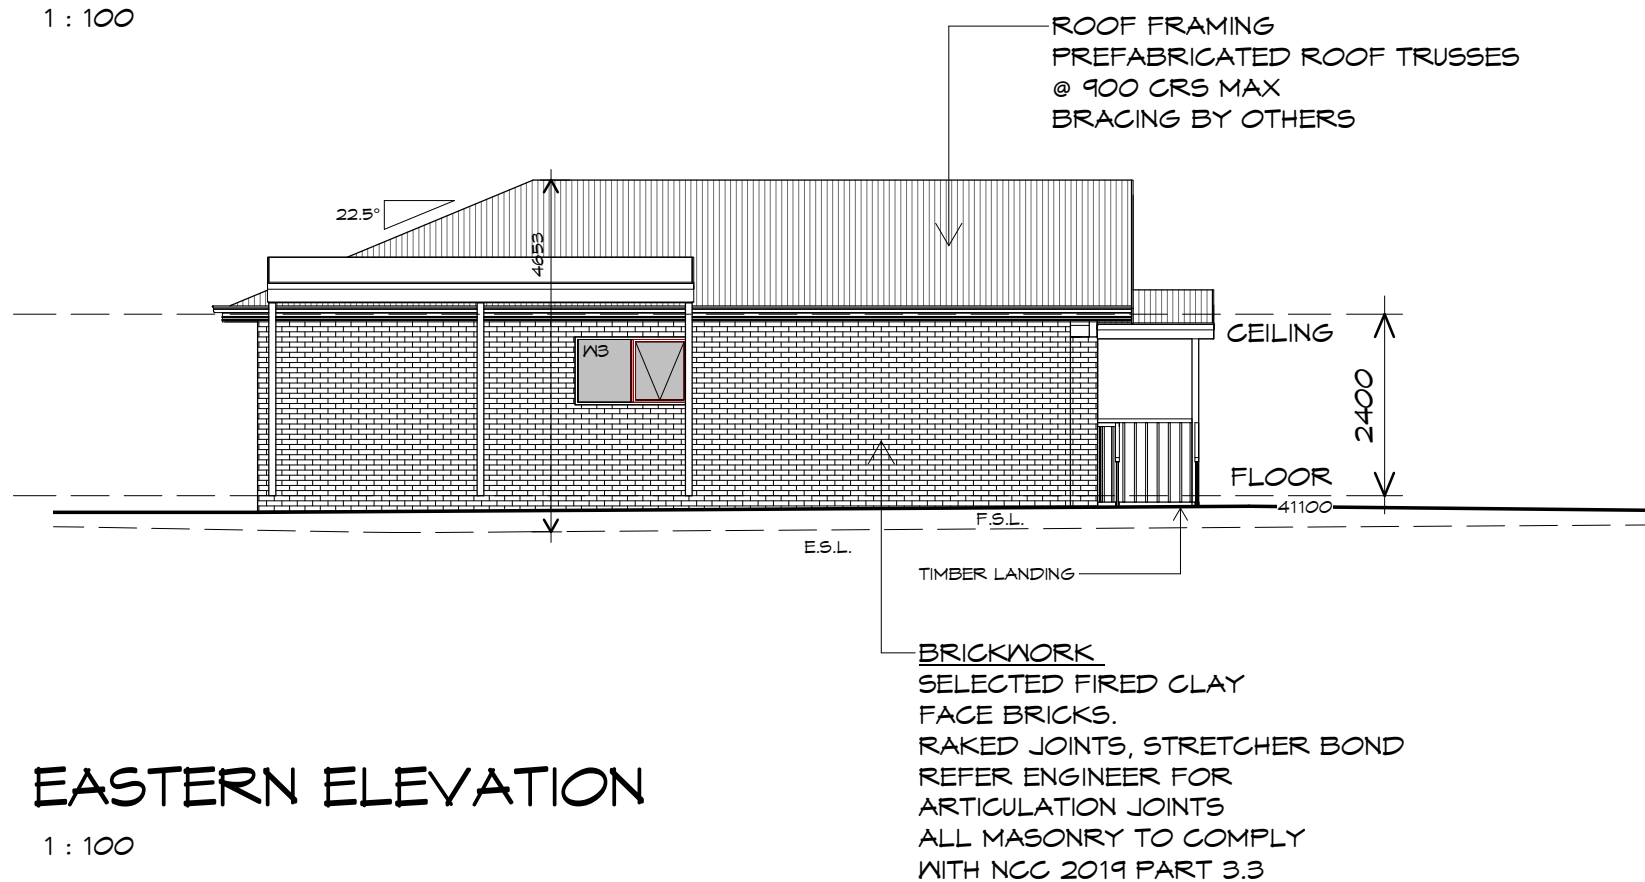 1 : 100
ROOF FRAMING
PREFABRICATED ROOF TRUSSES
@ 900 CRS MAX
BRACING BY OTHERS
22.5°
4653
W3
CEILING
2400
FLOOR
41100
F.S.L.
E.S.L.
TIMBER LANDING
BRICKWORK
SELECTED FIRED CLAY
FACE BRICKS.
RAKED JOINTS, STRETCHER BOND
REFER ENGINEER FOR
ARTICULATION JOINTS
ALL MASONRY TO COMPLY
WITH NCC 2019 PART 3.3
EASTERN ELEVATION
1 : 100